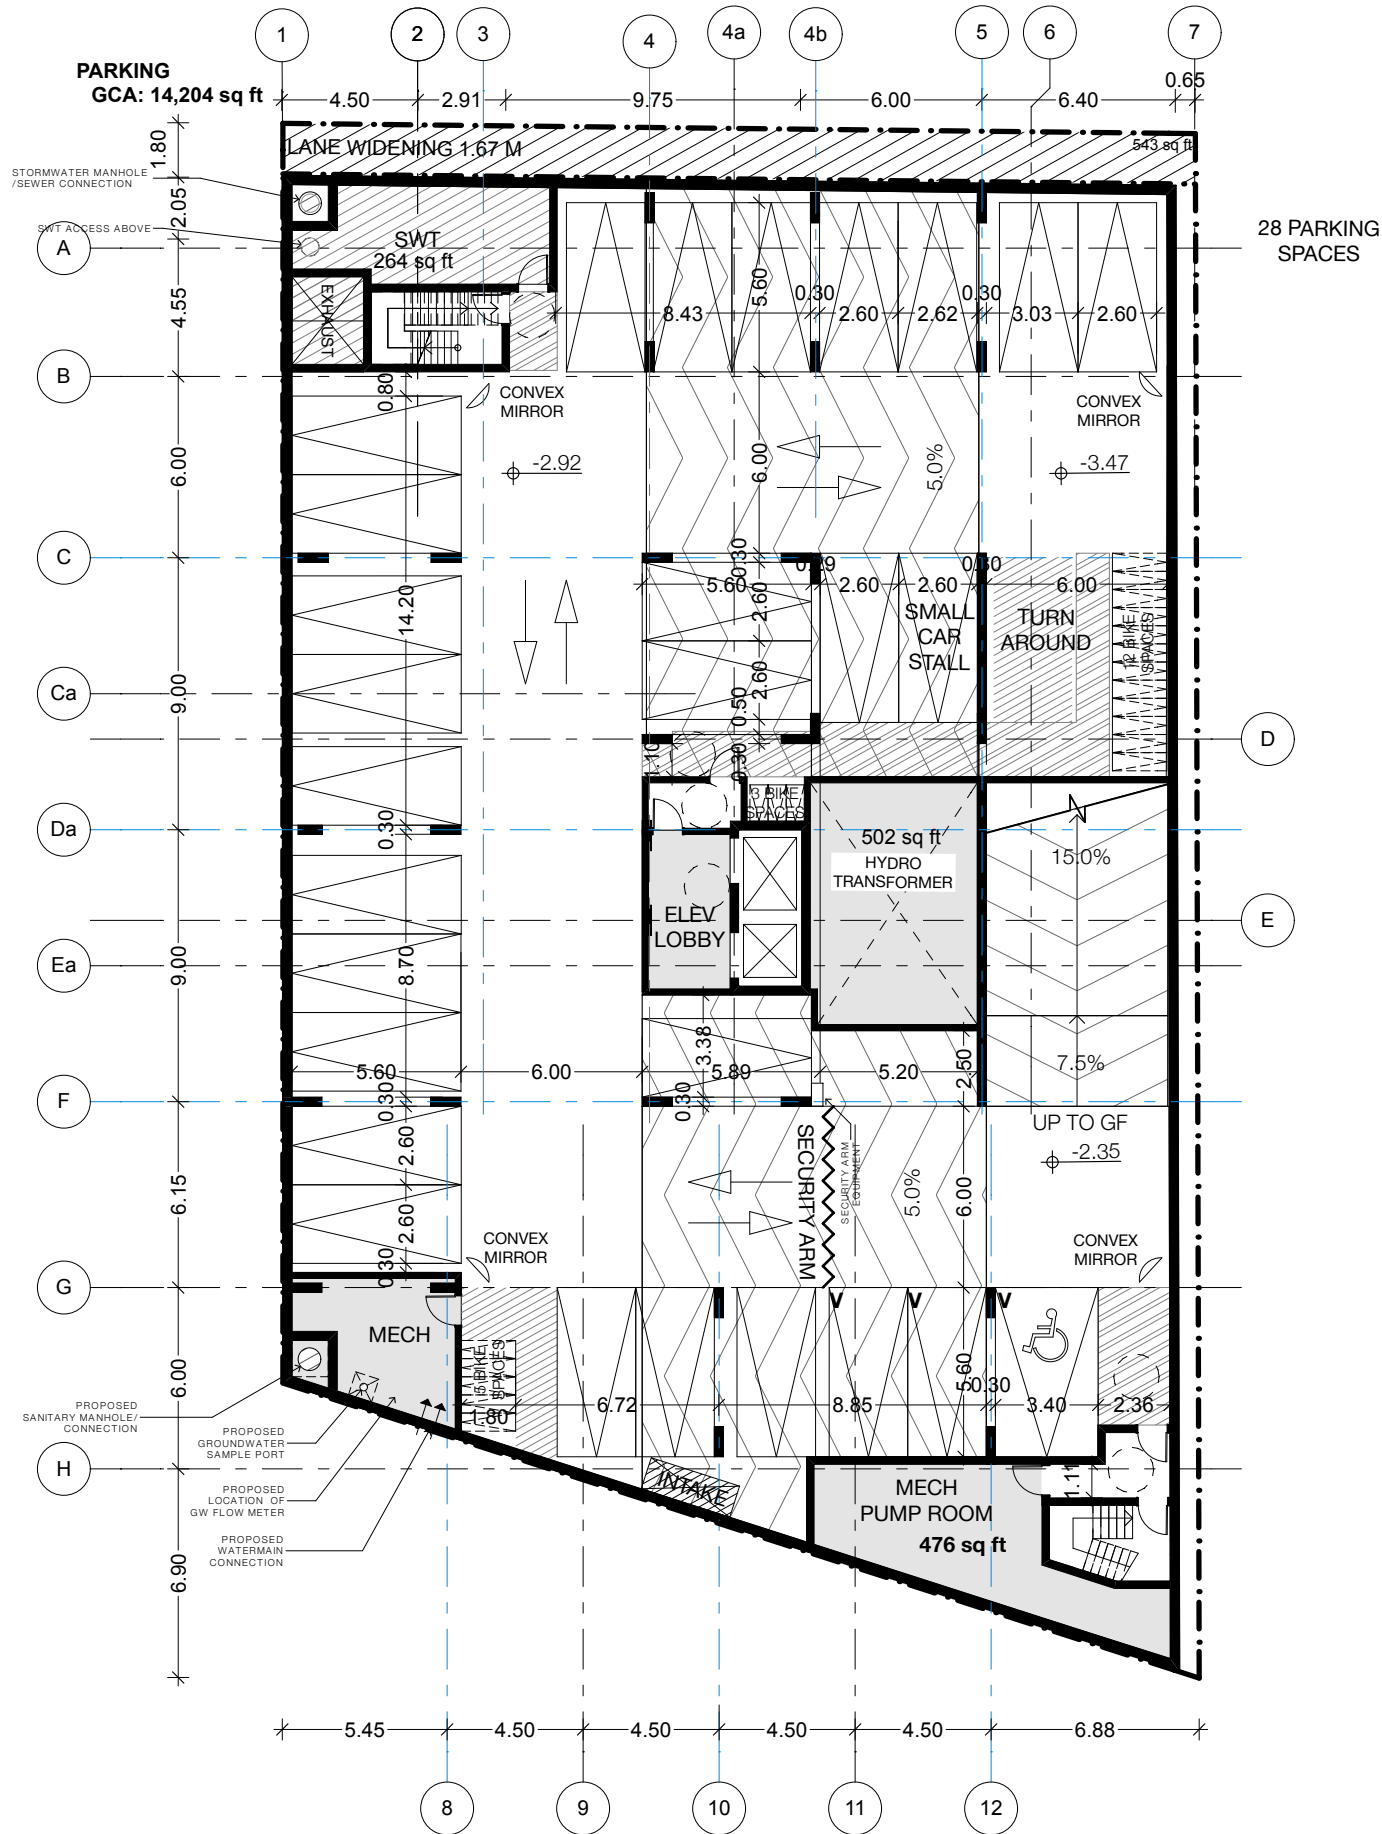 1
2
3
4
4a
4b
5
6
7
PARKING
GCA: 14,204 sq ft
4.50
2.91
9.75
6.00
6.40
0.65
1.80
LANE WIDENING 1.67 M
543 sq ft
STORMWATER MANHOLE
/SEWER CONNECTION
2.05
SWT ACCESS ABOVE
A
SWT
264 sq ft
28 PARKING
SPACES
4.55
EXHAUST
5.60
0.30
0.30
8.43
2.60
2.62
3.03
2.60
B
0.80
CONVEX
MIRROR
CONVEX
MIRROR
6.00
-2.92
6.00
5.0%
-3.47
C
0.30
0.29
0.30
5.60
2.60
2.60
6.00
14.20
2.60
SMALL
CAR
STALL
TURN
AROUND
12 BIKE
SPACES
Ca
9.00
2.60
0.50
D
1.10
0.30
3 BIKE
SPACES
Da
0.30
502 sq ft
HYDRO
TRANSFORMER
15.0%
ELEV
LOBBY
E
Ea
9.00
8.70
3.38
5.60
6.00
5.89
5.20
2.50
7.5%
F
0.30
0.30
UP TO GF
-2.35
2.60
SECURITY ARM
SECURITY ARM
EQUIPMENT
5.0%
6.00
6.15
2.60
CONVEX
MIRROR
CONVEX
MIRROR
0.30
G
V
V
V
MECH
5 BIKE
SPACES
6.00
5.60
0.30
1.80
6.72
8.85
3.40
2.36
PROPOSED
SANITARY MANHOLE/
CONNECTION
PROPOSED
GROUNDWATER
SAMPLE PORT
H
INTAKE
MECH
PUMP ROOM
476 sq ft
1.11
PROPOSED
LOCATION OF
GW FLOW METER
PROPOSED
WATERMAIN
CONNECTION
6.90
5.45
4.50
4.50
4.50
4.50
6.88
8
9
10
11
12